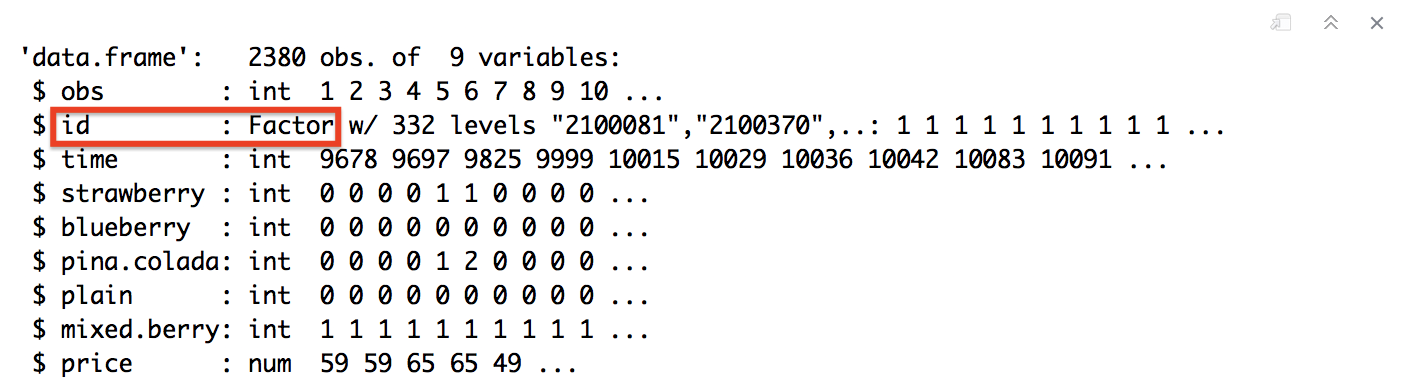 'data.frame':   2380 obs. of  9 variables:
 $ obs        : int  1 2 3 4 5 6 7 8 9 10 ...
 $ id         : Factor w/ 332 levels "2100081","2100370",..: 1 1 1 1 1 1 1 1 1 1 ...
 $ time       : int  9678 9697 9825 9999 10015 10029 10036 10042 10083 10091 ...
 $ strawberry : int  0 0 0 0 1 1 0 0 0 0 ...
 $ blueberry  : int  0 0 0 0 0 0 0 0 0 0 ...
 $ pina.colada: int  0 0 0 0 1 2 0 0 0 0 ...
 $ plain      : int  0 0 0 0 0 0 0 0 0 0 ...
 $ mixed.berry: int  1 1 1 1 1 1 1 1 1 1 ...
 $ price      : num  59 59 65 65 49 ...